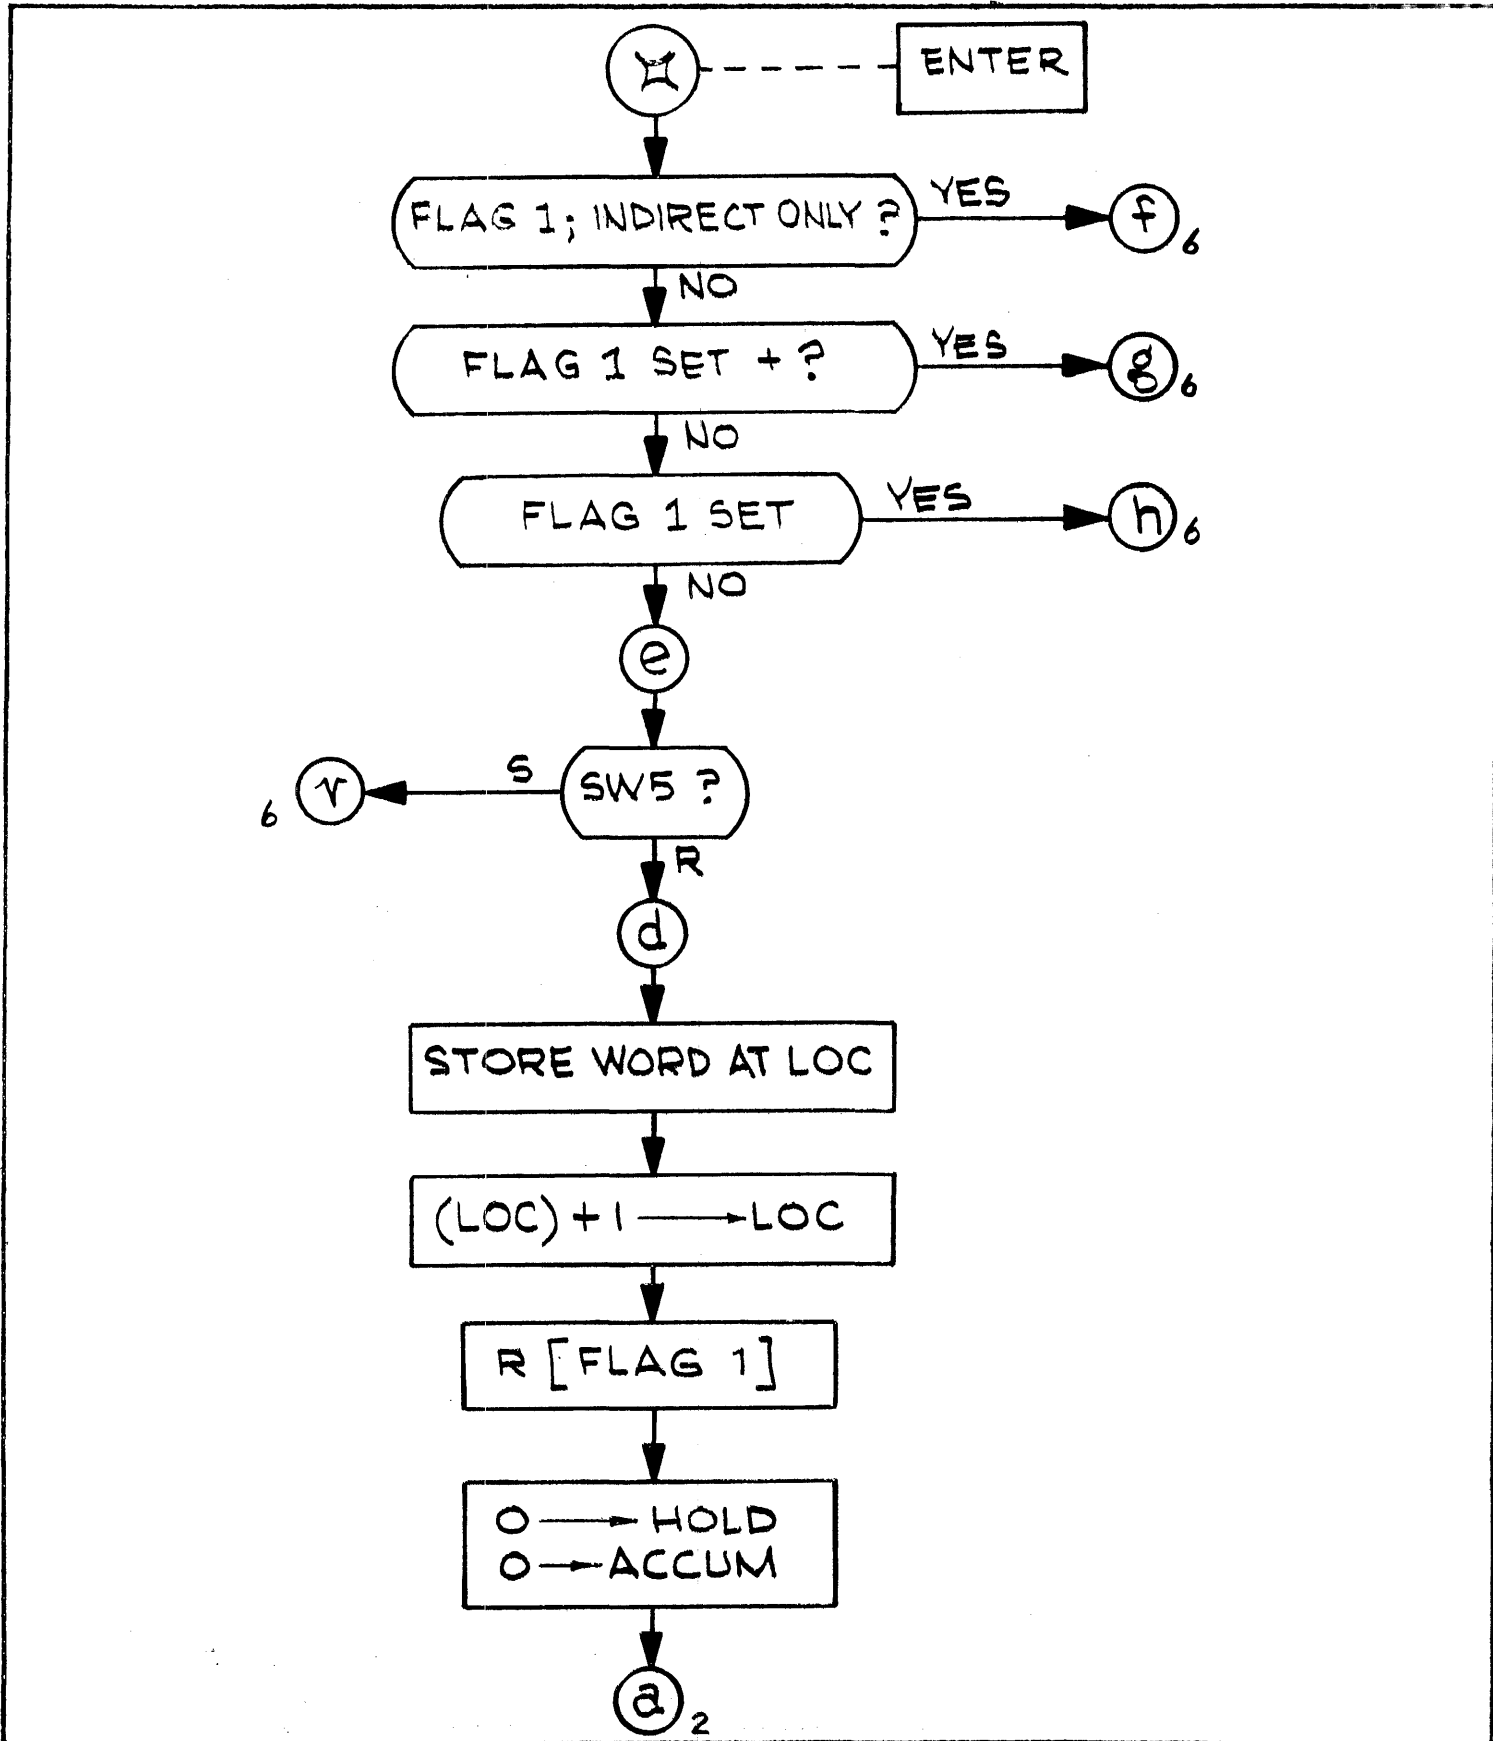 ENTER
FLAG 1; INDIRECT ONLY ?
YES
f
6
NO
FLAG 1 SET + ?
YES
g
6
NO
FLAG 1 SET
YES
h
6
NO
e
SW5 ?
S
6
R
d
STORE WORD AT LOC
(LOC) + 1 → LOC
R [FLAG 1]
0 → HOLD
0 → ACCUM
a
2